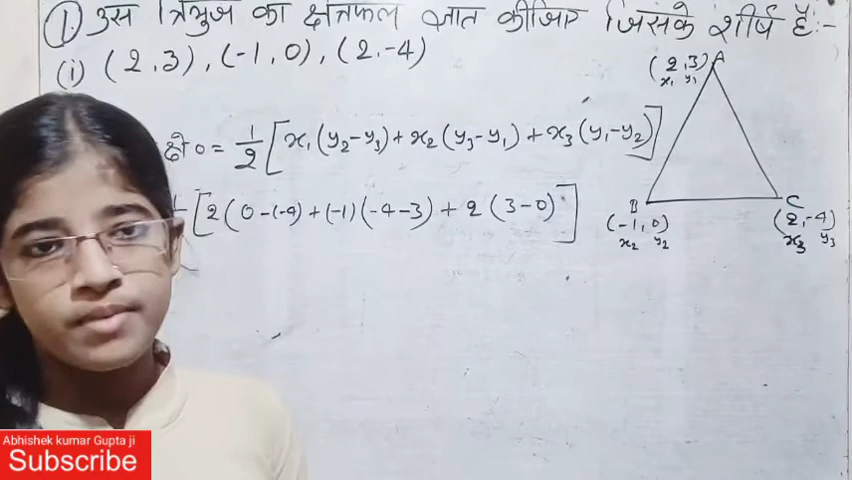 ① उस त्रिभुज का क्षेत्रफल ज्ञात कीजिए जिसके शीर्ष हैं:-
(i) (2,3), (-1,0), (2,-4)
क्षे० = 1/2 [x₁(y₂-y₃)+x₂(y₃-y₁)+x₃(y₁-y₂)]
[2(0-(-4)+(-1)(-4-3)+2(3-0)]
(2,3) A
x₁ y₁
B C
(-1,0) (2,-4)
x₂ y₂ x₃ y₃
Abhishek kumar Gupta ji
Subscribe